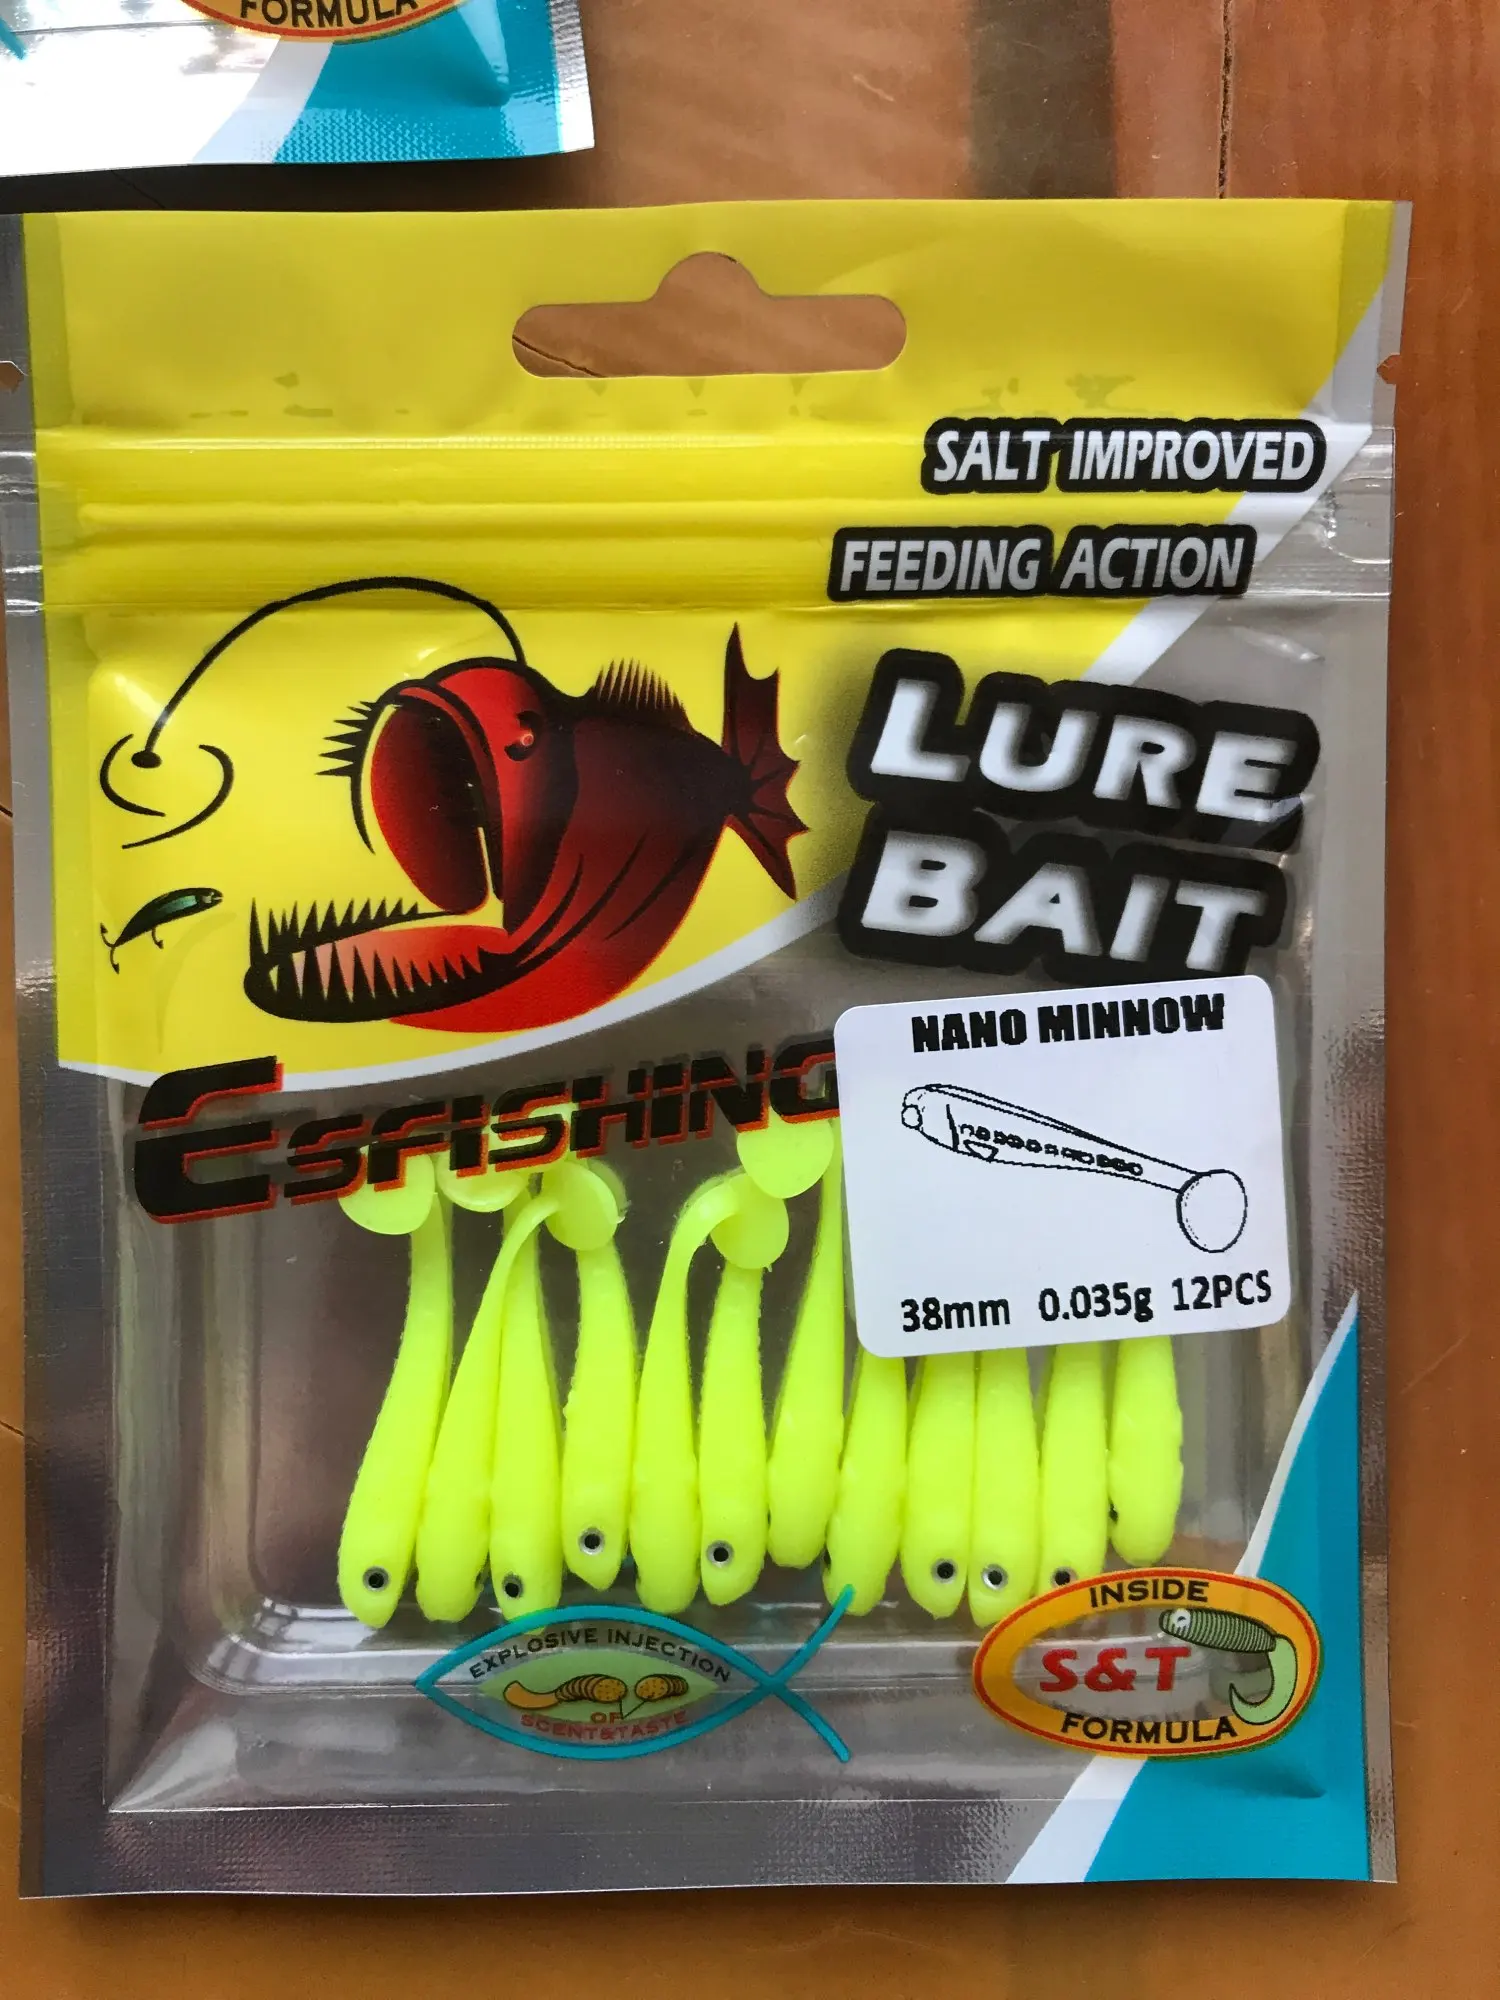 FORMULA
SALT IMPROVED
FEEDING ACTION
LURE
BAIT
ESFISHING
NANO MINNOW
38mm 0.035g 12PCS
EXPLOSIVE INJECTION
OF
SCENT&TASTE
INSIDE
S&T
FORMULA